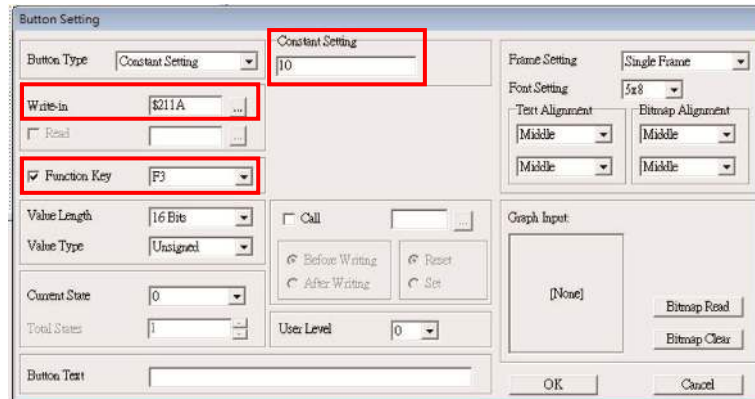 Button Setting
Button Type
Constant Setting
Write-in
$211A
...
Read
...
Function Key
F3
Value Length
16 Bits
Value Type
Unsigned
Current State
0
Total States
1
Button Text
Constant Setting
10
Call
...
Before Writing
Reset
After Writing
Set
User Level
0
Frame Setting
Single Frame
Font Setting
5x8
Text Alignment
Bitmap Alignment
Middle
Middle
Middle
Middle
Graph Input:
[None]
Bitmap Read
Bitmap Clear
OK
Cancel